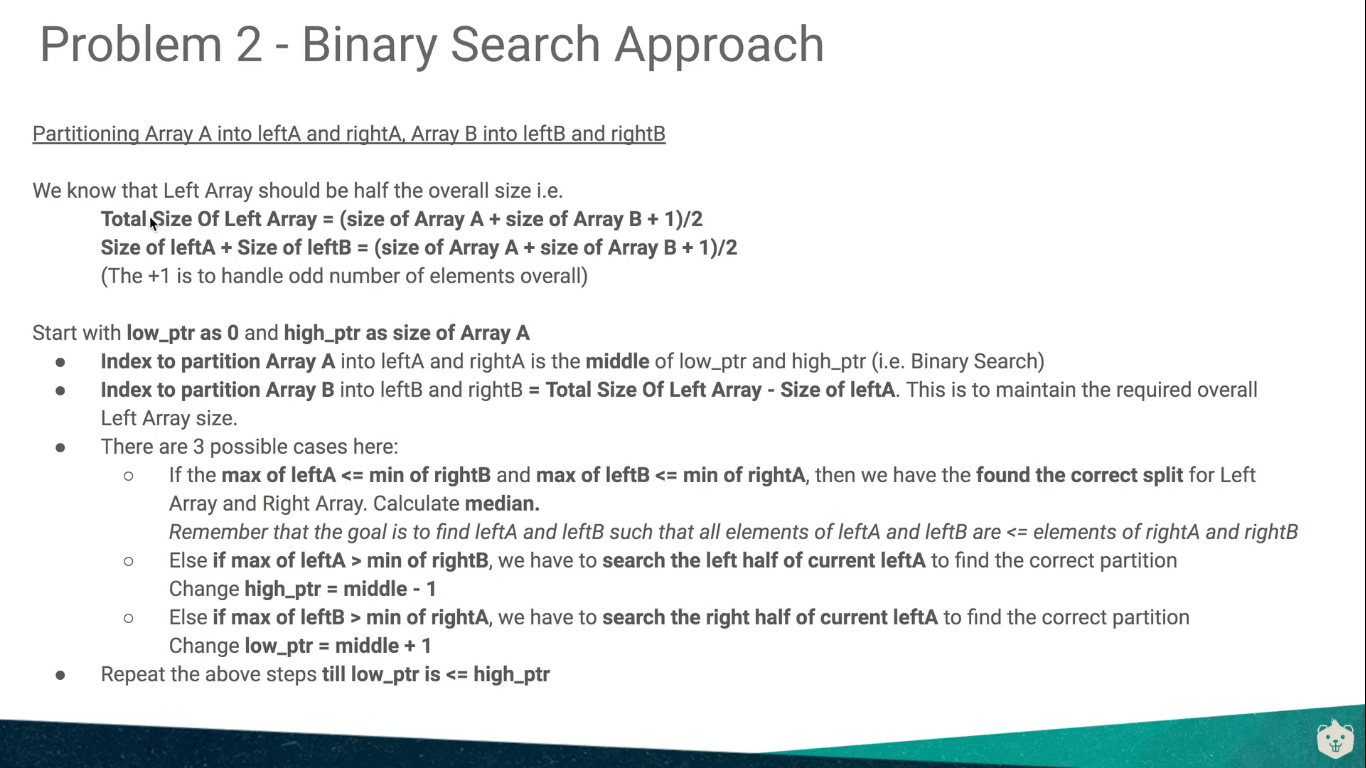 Problem 2 - Binary Search Approach
Partitioning Array A into leftA and rightA, Array B into leftB and rightB
We know that Left Array should be half the overall size i.e.
Total Size Of Left Array = (size of Array A + size of Array B + 1)/2
Size of leftA + Size of leftB = (size of Array A + size of Array B + 1)/2
(The +1 is to handle odd number of elements overall)
Start with low_ptr as 0 and high_ptr as size of Array A
● Index to partition Array A into leftA and rightA is the middle of low_ptr and high_ptr (i.e. Binary Search)
● Index to partition Array B into leftB and rightB = Total Size Of Left Array - Size of leftA. This is to maintain the required overall
Left Array size.
● There are 3 possible cases here:
○ If the max of leftA <= min of rightB and max of leftB <= min of rightA, then we have the found the correct split for Left
Array and Right Array. Calculate median.
Remember that the goal is to find leftA and leftB such that all elements of leftA and leftB are <= elements of rightA and rightB
○ Else if max of leftA > min of rightB, we have to search the left half of current leftA to find the correct partition
Change high_ptr = middle - 1
○ Else if max of leftB > min of rightA, we have to search the right half of current leftA to find the correct partition
Change low_ptr = middle + 1
● Repeat the above steps till low_ptr is <= high_ptr